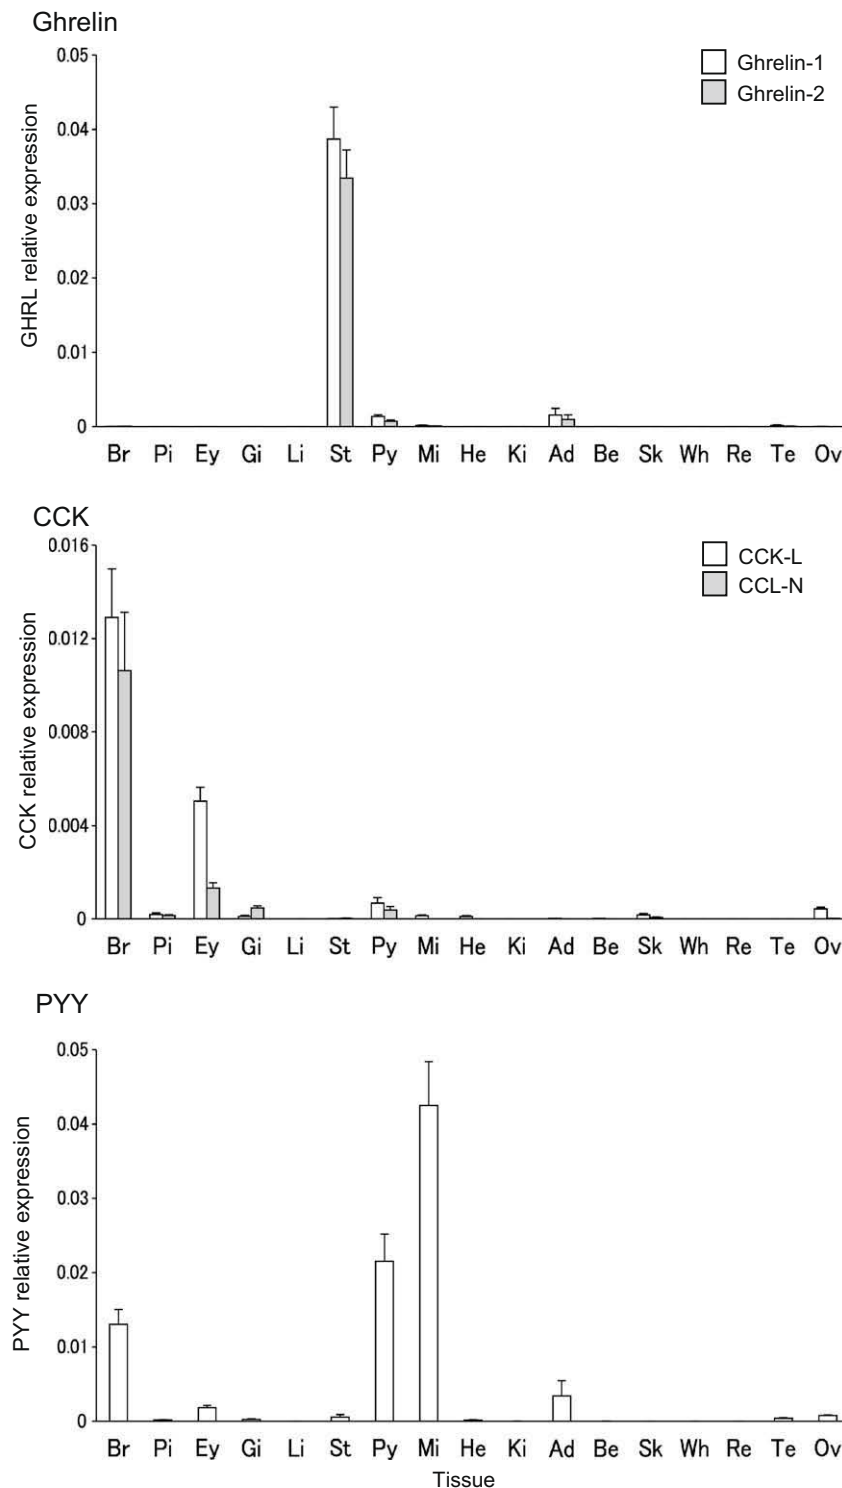 Ghrelin
0.05
0.04
0.03
0.02
0.01
0
GHRL relative expression
Ghrelin-1
Ghrelin-2
Br Pi Ey Gi Li St Py Mi He Ki Ad Be Sk Wh Re Te Ov
CCK
0.016
0.012
0.008
0.004
0
CCK relative expression
CCK-L
CCL-N
Br Pi Ey Gi Li St Py Mi He Ki Ad Be Sk Wh Re Te Ov
PYY
0.05
0.04
0.03
0.02
0.01
0
PYY relative expression
Br Pi Ey Gi Li St Py Mi He Ki Ad Be Sk Wh Re Te Ov
Tissue